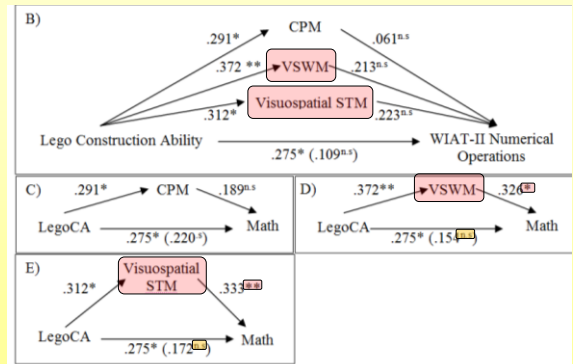 B)
.291* CPM .061n.s
.372 ** VSWM .213n.s
.312* Visuospatial STM .223n.s
Lego Construction Ability WIAT-II Numerical
Operations
.275* (.109n.s)
C) .291* CPM .189n.s
LegoCA Math
.275* (.220.s)
D) .372** VSWM .326*
LegoCA Math
.275* (.154n.s)
E) Visuospatial
STM
.312* .333**
LegoCA Math
.275* (.172n.s)